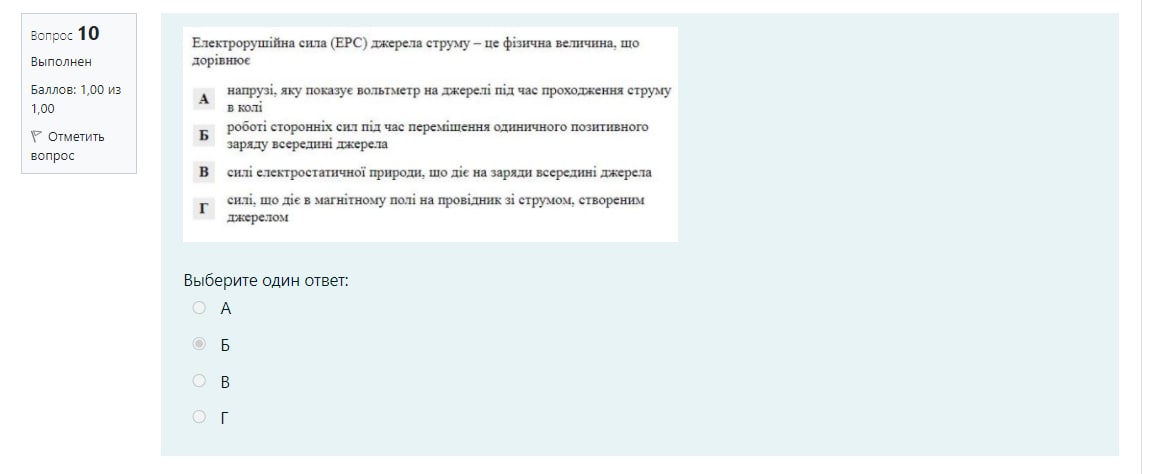 Вопрос 10
Выполнен
Баллов: 1,00 из
1,00
Отметить
вопрос
Електрорушійна сила (ЕРС) джерела струму – це фізична величина, що
дорівнює
А напрузі, яку показує вольтметр на джерелі під час проходження струму
в колі
Б роботі сторонніх сил під час переміщення одиничного позитивного
заряду всередині джерела
В силі електростатичної природи, що діє на заряди всередині джерела
Г силі, що діє в магнітному полі на провідник зі струмом, створеним
джерелом
Выберите один ответ:
А
Б
В
Г